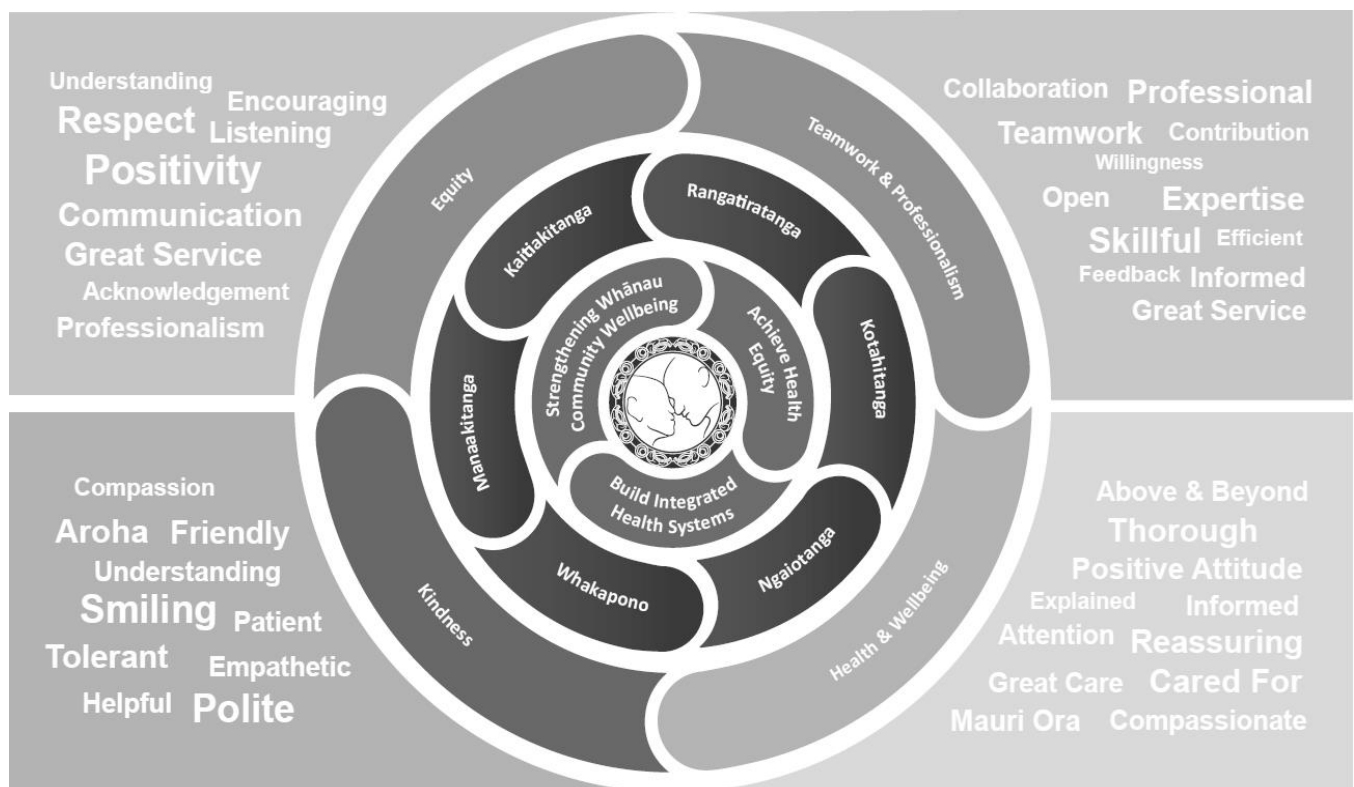 Understanding
Encouraging
Respect
Listening
Positivity
Communication
Great Service
Acknowledgement
Professionalism
Collaboration
Professional
Teamwork
Contribution
Willingness
Open
Expertise
Skillful
Efficient
Feedback
Informed
Great Service
Equity
Teamwork & Professionalism
Kaitiakitanga
Rangatiratanga
Kotahitanga
Manaakitanga
Whakapono
Ngaiotanga
Strengthening Whānau
Community Wellbeing
Achieve Health
Equity
Build Integrated
Health Systems
Kindness
Health & Wellbeing
Compassion
Aroha
Friendly
Understanding
Smiling
Patient
Tolerant
Empathetic
Helpful
Polite
Above & Beyond
Thorough
Positive Attitude
Explained
Informed
Attention
Reassuring
Great Care
Cared For
Mauri Ora
Compassionate